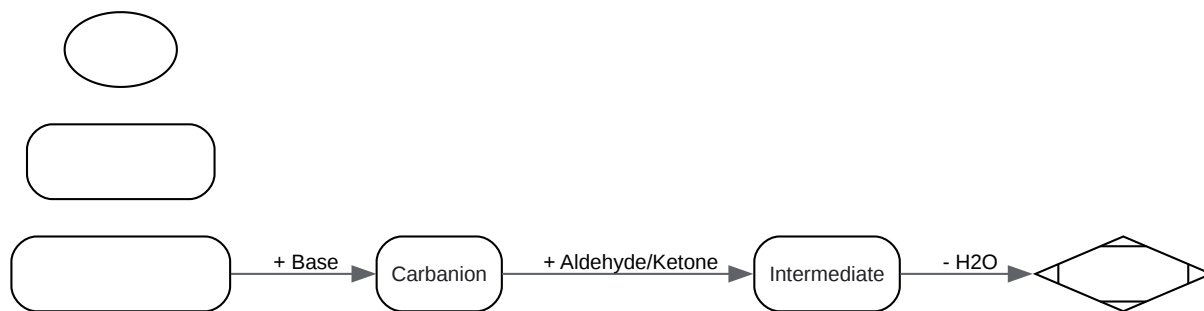 + Base
Carbanion
+ Aldehyde/Ketone
Intermediate
- H2O